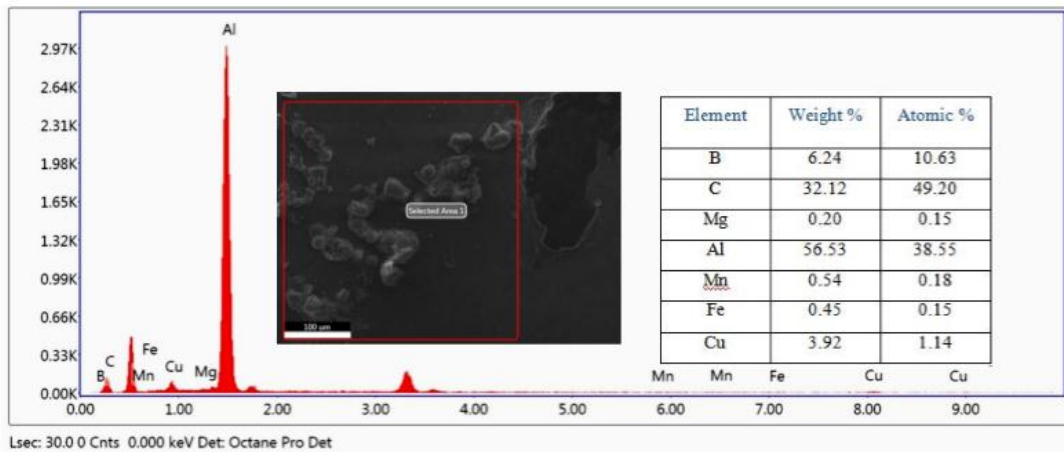 Al
2.97K
2.64K
2.31K
1.98K
1.65K
1.32K
0.99K
0.66K
0.33K
0.00K
C
B
Fe
Mn
Cu
Mg
Mn
Mn
Fe
Cu
Cu
0.00 1.00 2.00 3.00 4.00 5.00 6.00 7.00 8.00 9.00
Selected Area 1
100 um
Element Weight % Atomic %
B 6.24 10.63
C 32.12 49.20
Mg 0.20 0.15
Al 56.53 38.55
Mn 0.54 0.18
Fe 0.45 0.15
Cu 3.92 1.14
Lsec: 30.0 0 Cnts 0.000 keV Det: Octane Pro Det